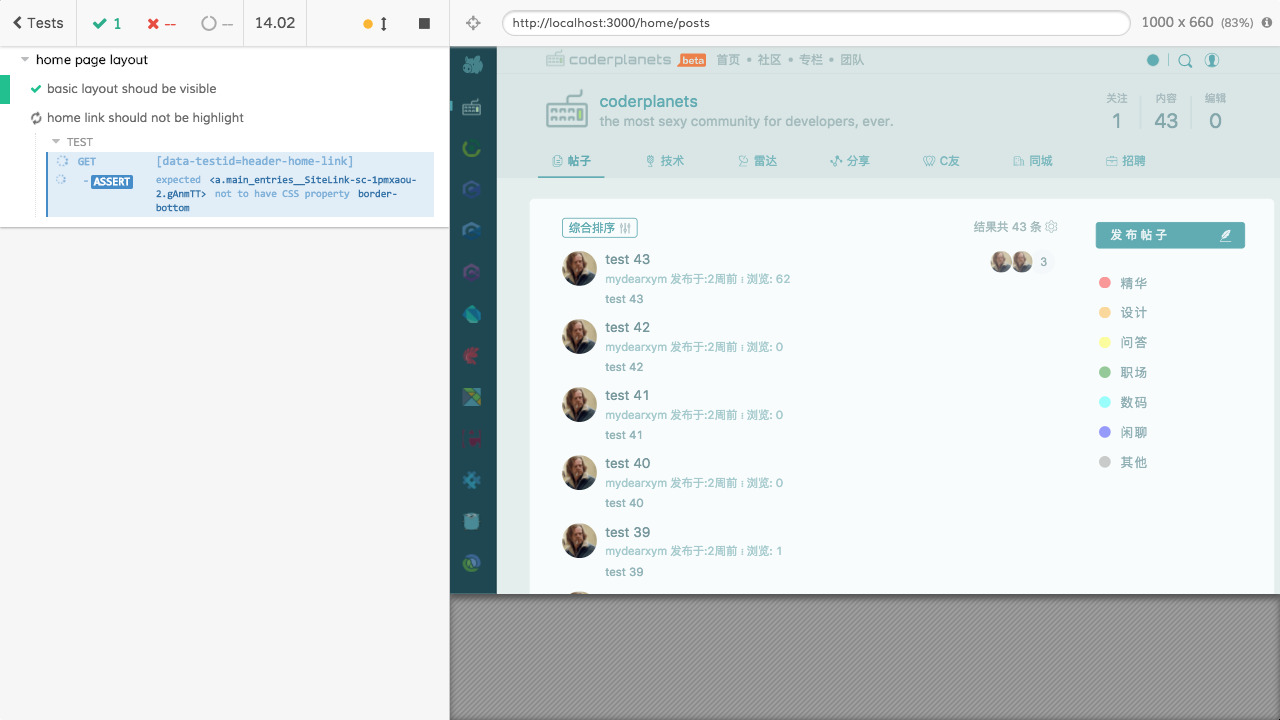 Tests
1
--
--
14.02
http://localhost:3000/home/posts
1000 x 660 (83%)
home page layout
basic layout shoud be visible
home link should not be highlight
TEST
GET [data-testid=header-home-link]
- ASSERT expected <a.main_entries__SiteLink-sc-1pmxaou-
2.gAnmTT> not to have CSS property border-
bottom
coderplanets beta 首页 社区 专栏 团队
coderplanets
the most sexy community for developers, ever.
关注 内容 编辑
1 43 0
帖子 技术 雷达 分享 C友 同城 招聘
综合排序
结果共 43 条
发布帖子
test 43
mydearxym 发布于:2周前 ı 浏览: 62
test 43
3
test 42
mydearxym 发布于:2周前 ı 浏览: 0
test 42
test 41
mydearxym 发布于:2周前 ı 浏览: 0
test 41
test 40
mydearxym 发布于:2周前 ı 浏览: 0
test 40
test 39
mydearxym 发布于:2周前 ı 浏览: 1
test 39
精华
设计
问答
职场
数码
闲聊
其他